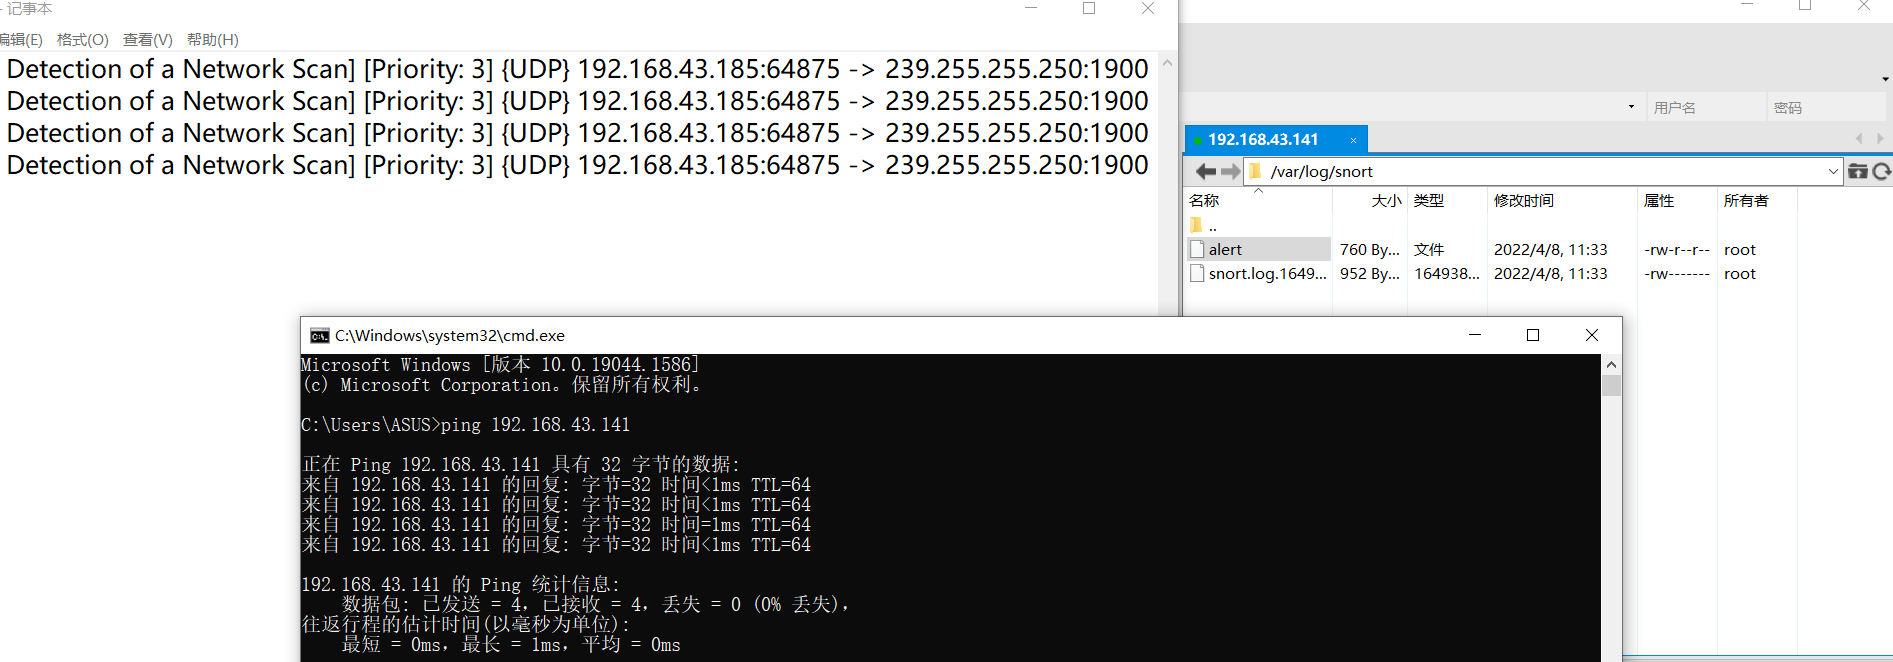 - 记事本
编辑(E) 格式(O) 查看(V) 帮助(H)
Detection of a Network Scan] [Priority: 3] {UDP} 192.168.43.185:64875 -> 239.255.255.250:1900
Detection of a Network Scan] [Priority: 3] {UDP} 192.168.43.185:64875 -> 239.255.255.250:1900
Detection of a Network Scan] [Priority: 3] {UDP} 192.168.43.185:64875 -> 239.255.255.250:1900
Detection of a Network Scan] [Priority: 3] {UDP} 192.168.43.185:64875 -> 239.255.255.250:1900
用户名 密码
192.168.43.141
/var/log/snort
名称 大小 类型 修改时间 属性 所有者
..
alert 760 By... 文件 2022/4/8, 11:33 -rw-r--r-- root
snort.log.1649... 952 By... 164938... 2022/4/8, 11:33 -rw------- root
C:\Windows\system32\cmd.exe
Microsoft Windows [版本 10.0.19044.1586]
(c) Microsoft Corporation。保留所有权利。
C:\Users\ASUS>ping 192.168.43.141
正在 Ping 192.168.43.141 具有 32 字节的数据:
来自 192.168.43.141 的回复: 字节=32 时间<1ms TTL=64
来自 192.168.43.141 的回复: 字节=32 时间<1ms TTL=64
来自 192.168.43.141 的回复: 字节=32 时间=1ms TTL=64
来自 192.168.43.141 的回复: 字节=32 时间<1ms TTL=64
192.168.43.141 的 Ping 统计信息:
数据包: 已发送 = 4，已接收 = 4，丢失 = 0 (0% 丢失)，
往返行程的估计时间(以毫秒为单位):
最短 = 0ms，最长 = 1ms，平均 = 0ms